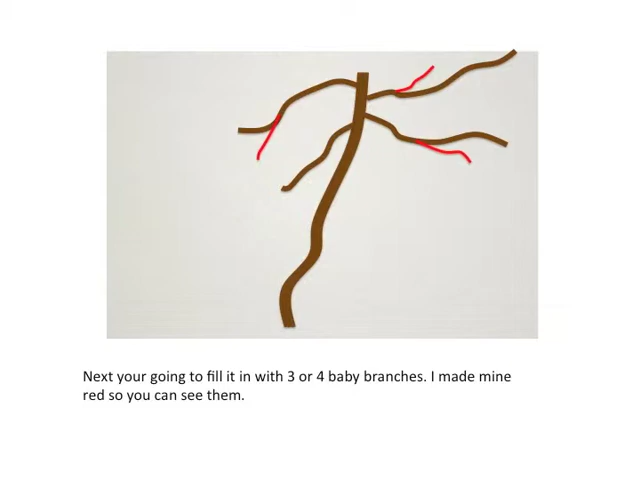 Next your going to fill it in with 3 or 4 baby branches. I made mine
red so you can see them.